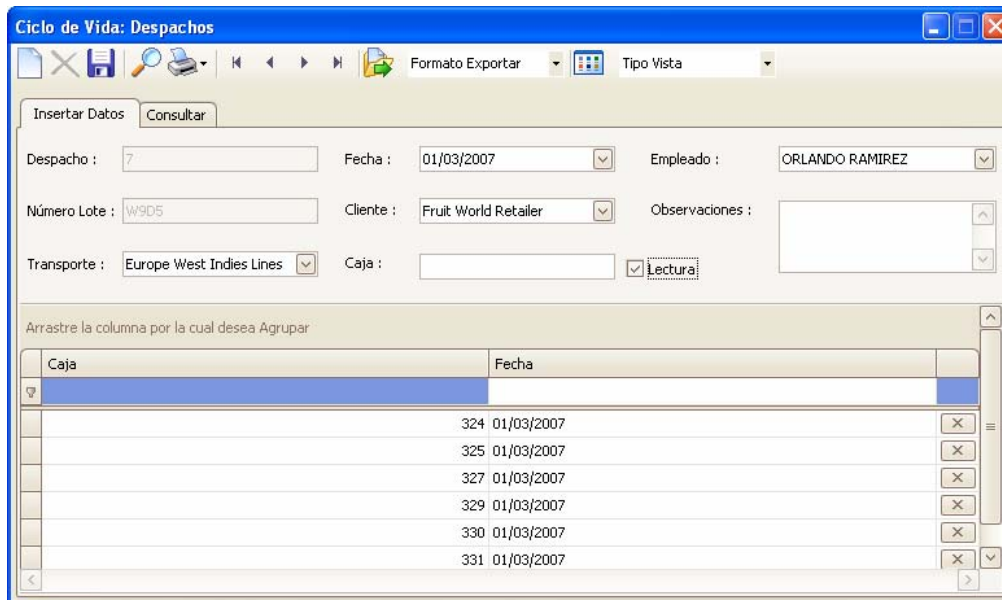 Ciclo de Vida: Despachos
Formato Exportar Tipo Vista
Insertar Datos Consultar
Despacho : 7 Fecha : 01/03/2007 Empleado : ORLANDO RAMIREZ
Número Lote : W9D5 Cliente : Fruit World Retailer Observaciones :
Transporte : Europe West Indies Lines Caja : Lectura
Arrastre la columna por la cual desea Agrupar
Caja Fecha
324 01/03/2007
325 01/03/2007
327 01/03/2007
329 01/03/2007
330 01/03/2007
331 01/03/2007